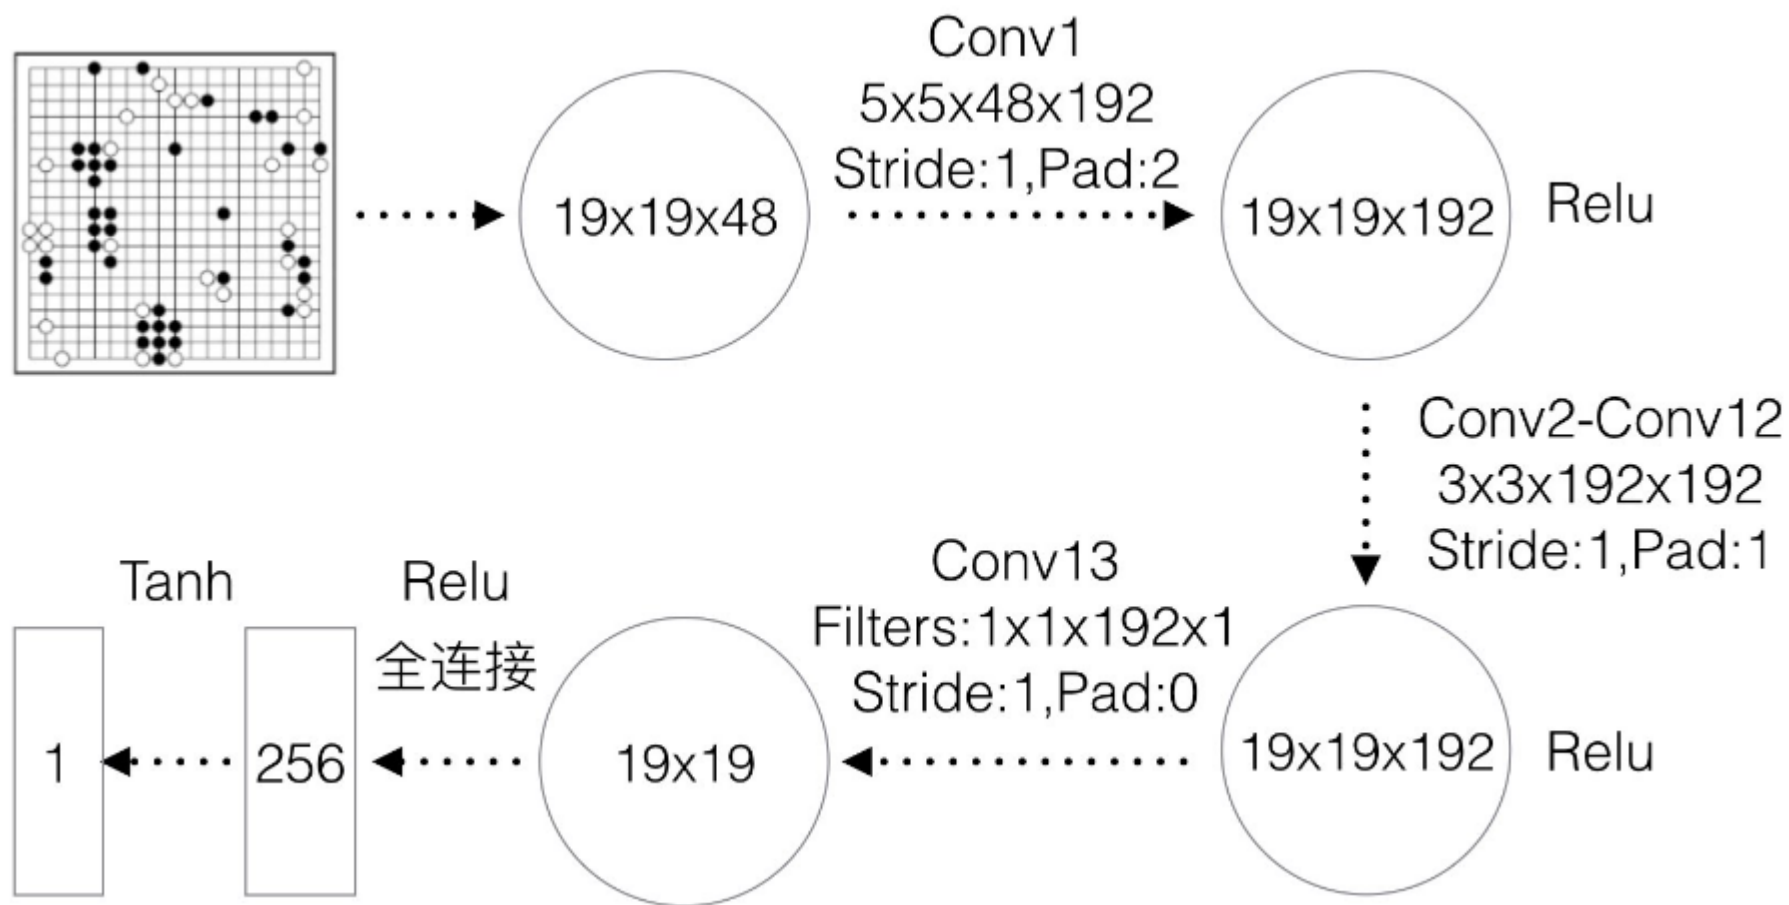 Conv1
5x5x48x192
Stride:1,Pad:2
19x19x48
19x19x192
Relu
Conv2-Conv12
3x3x192x192
Stride:1,Pad:1
19x19x192
Relu
Conv13
Filters:1x1x192x1
Stride:1,Pad:0
19x19
Relu
全连接
256
Tanh
1